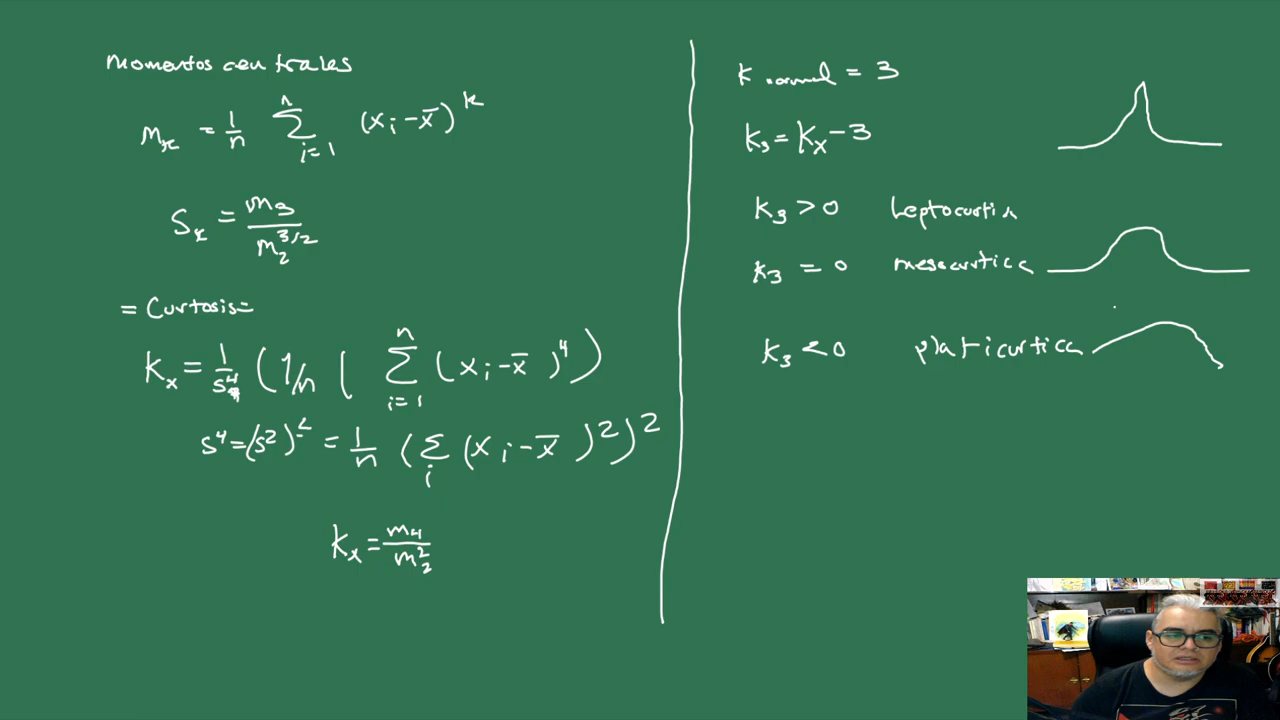 Momentos centrales
m_k = 1/n Σ_{i=1}^{n} (x_i - x̄)^k
S_x = m_3 / m_2^{3/2}
= Curtosis =
K_x = 1/s^4 (1/n ( Σ_{i=1}^{n} (x_i - x̄)^4 )
s^4 = (s^2)^2 = 1/n (Σ_i (x_i - x̄)^2)^2
K_x = m_4 / m_2^2
K normal = 3
K_3 = K_x - 3
K_3 > 0 Leptocurtica
K_3 = 0 mesocurtica
K_3 < 0 platicurtica